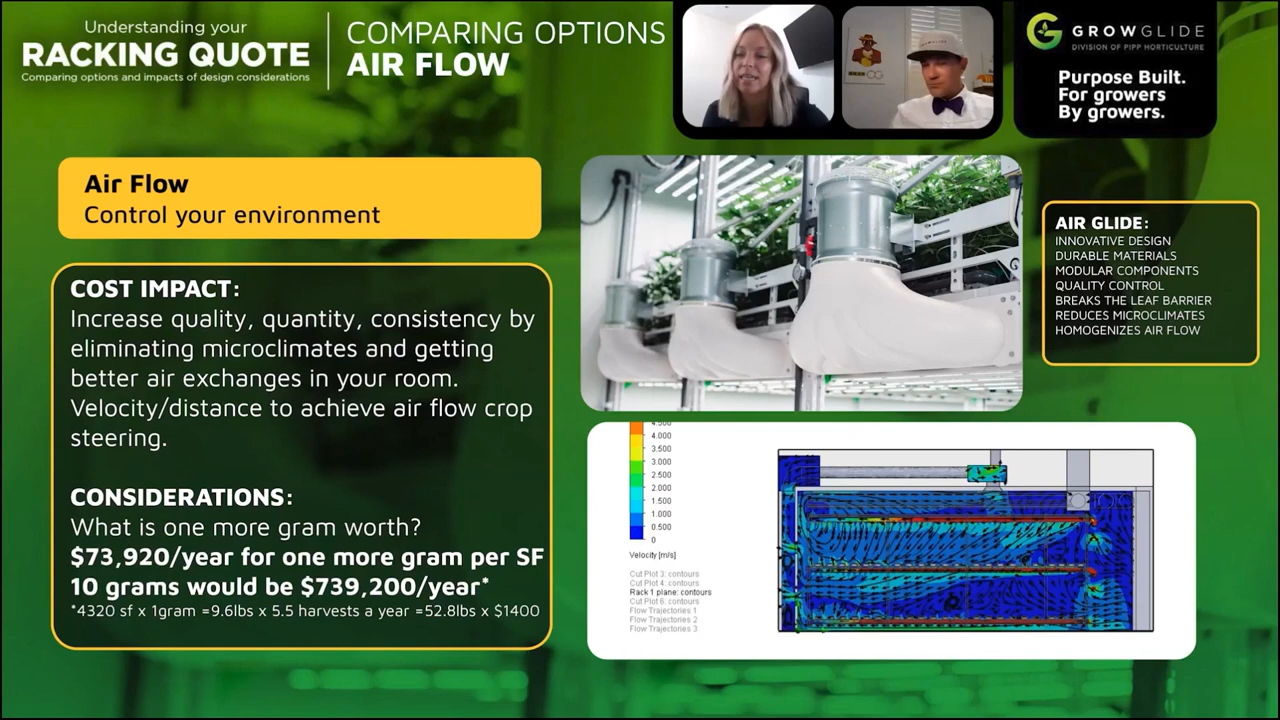 Understanding your
RACKING QUOTE
Comparing options and impacts of design considerations
COMPARING OPTIONS
AIR FLOW
GROWGLIDE
DIVISION OF PIPP HORTICULTURE
Purpose Built.
For growers
By growers.
Air Flow
Control your environment
COST IMPACT:
Increase quality, quantity, consistency by
eliminating microclimates and getting
better air exchanges in your room.
Velocity/distance to achieve air flow crop
steering.
CONSIDERATIONS:
What is one more gram worth?
$73,920/year for one more gram per SF
10 grams would be $739,200/year*
*4320 sf x 1gram =9.6lbs x 5.5 harvests a year =52.8lbs x $1400
AIR GLIDE:
INNOVATIVE DESIGN
DURABLE MATERIALS
MODULAR COMPONENTS
QUALITY CONTROL
BREAKS THE LEAF BARRIER
REDUCES MICROCLIMATES
HOMOGENIZES AIR FLOW
4.500
4.000
3.500
3.000
2.500
2.000
1.500
1.000
0.500
0
Velocity [m/s]
Cut Plot 3: contours
Cut Plot 4: contours
Rack 1 plane: contours
Cut Plot 6: contours
Flow Trajectories 1
Flow Trajectories 2
Flow Trajectories 3